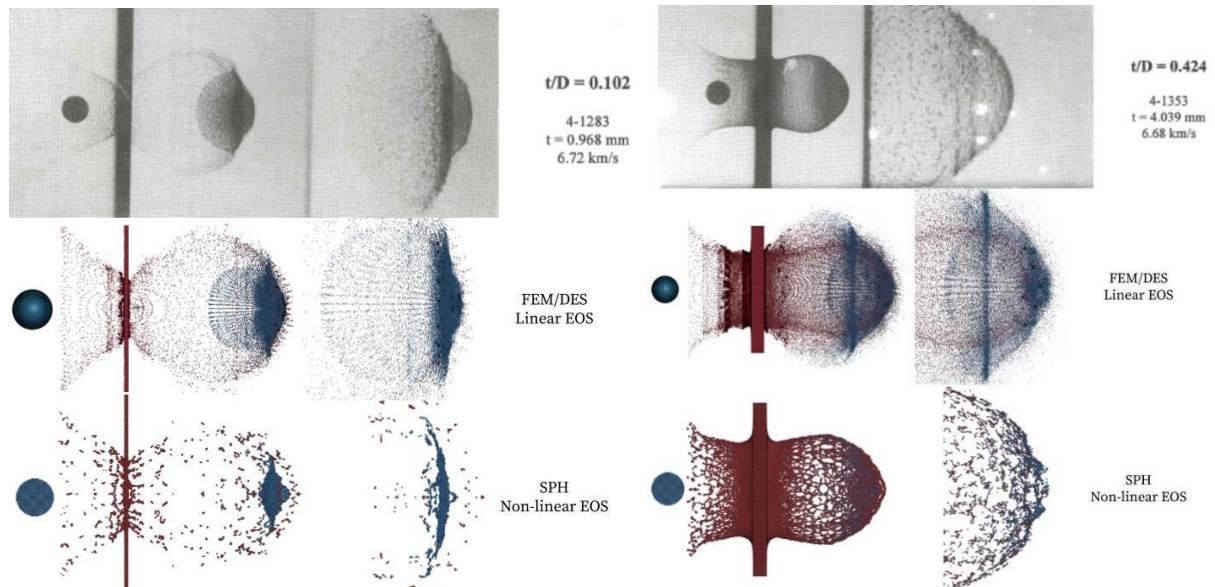 t/D = 0.102
4-1283
t = 0.968 mm
6.72 km/s
t/D = 0.424
4-1353
t = 4.039 mm
6.68 km/s
FEM/DES
Linear EOS
FEM/DES
Linear EOS
SPH
Non-linear EOS
SPH
Non-linear EOS